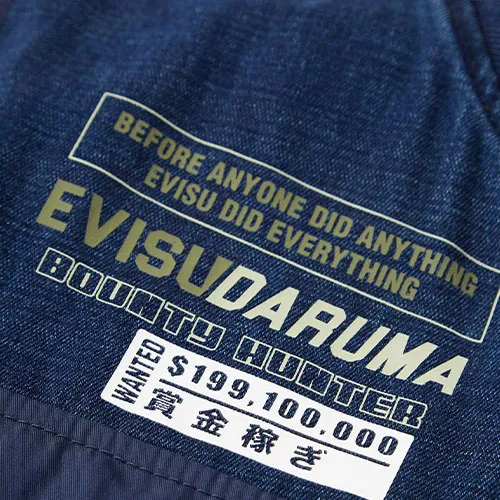 BEFORE ANYONE DID ANYTHING
EVISU DID EVERYTHING
EVISUDARUMA
BOUNTY HUNTER
WANTED
$199,100,000
賞金稼ぎ